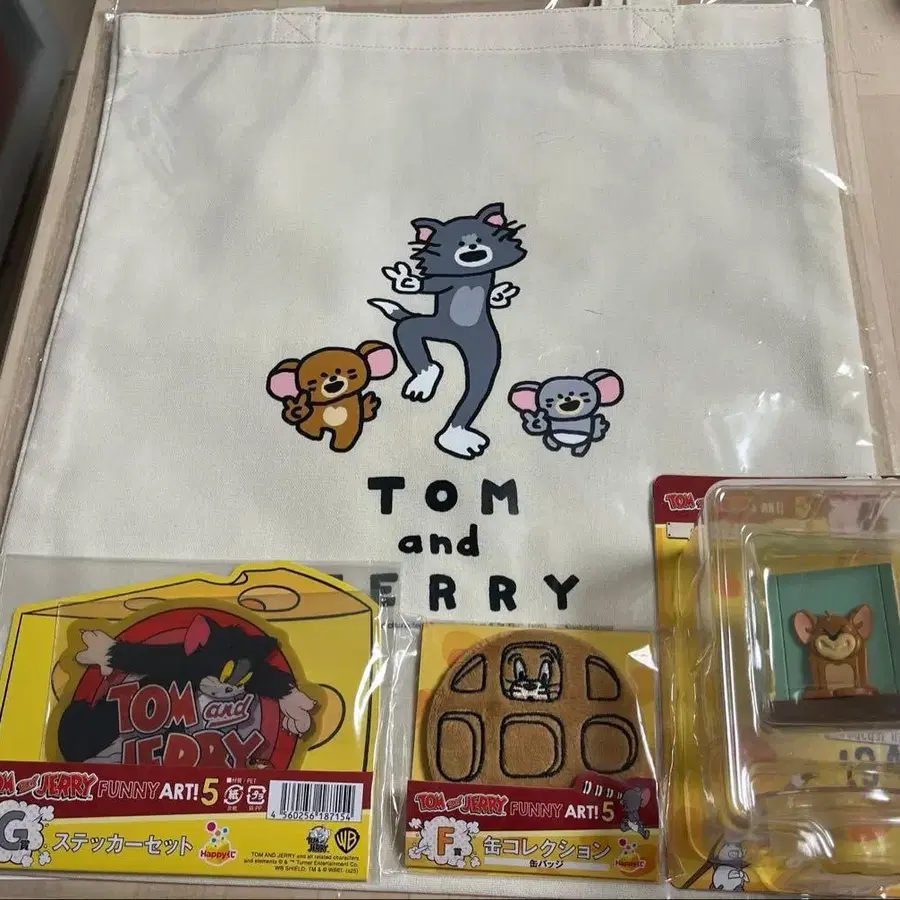 TOM
and
ERRY
TOM and
JERRY
TOM and JERRY FUNNY ART! 5
G賞 ステッカーセット
Happyくじ
4 560256 187154
TOM AND JERRY and all related characters
and elements © & ™ Turner Entertainment Co.
WB SHIELD: TM & © WBEI. (s25)
WB
TOM and JERRY FUNNY ART! 5
F賞 缶コレクション
缶バッジ
Happyくじ
TOM